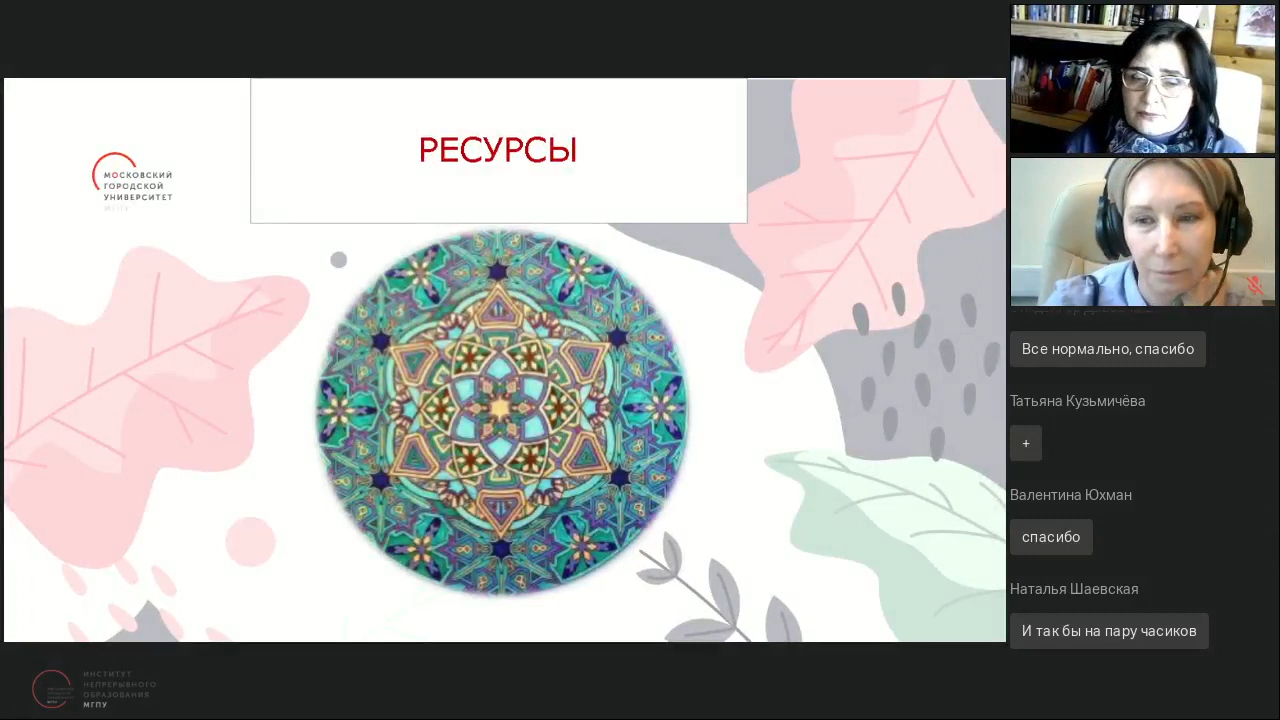 РЕСУРСЫ
МОСКОВСКИЙ
ГОРОДСКОЙ
УНИВЕРСИТЕТ
МГПУ
Все нормально, спасибо
Татьяна Кузьмичёва
+
Валентина Юхман
спасибо
Наталья Шаевская
И так бы на пару часиков
ИНСТИТУТ
НЕПРЕРЫВНОГО
ОБРАЗОВАНИЯ
МГПУ